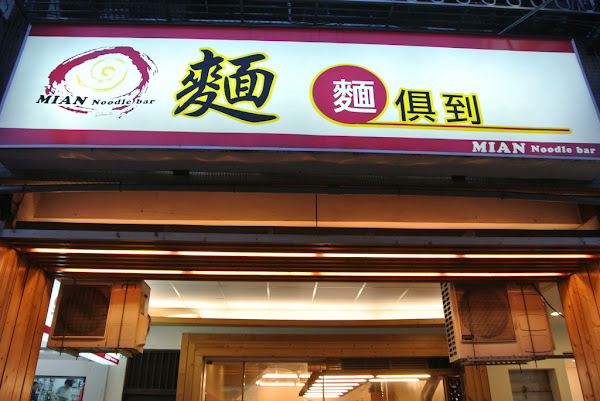 MIAN Noodle bar
麵
麵俱到
MIAN Noodle bar